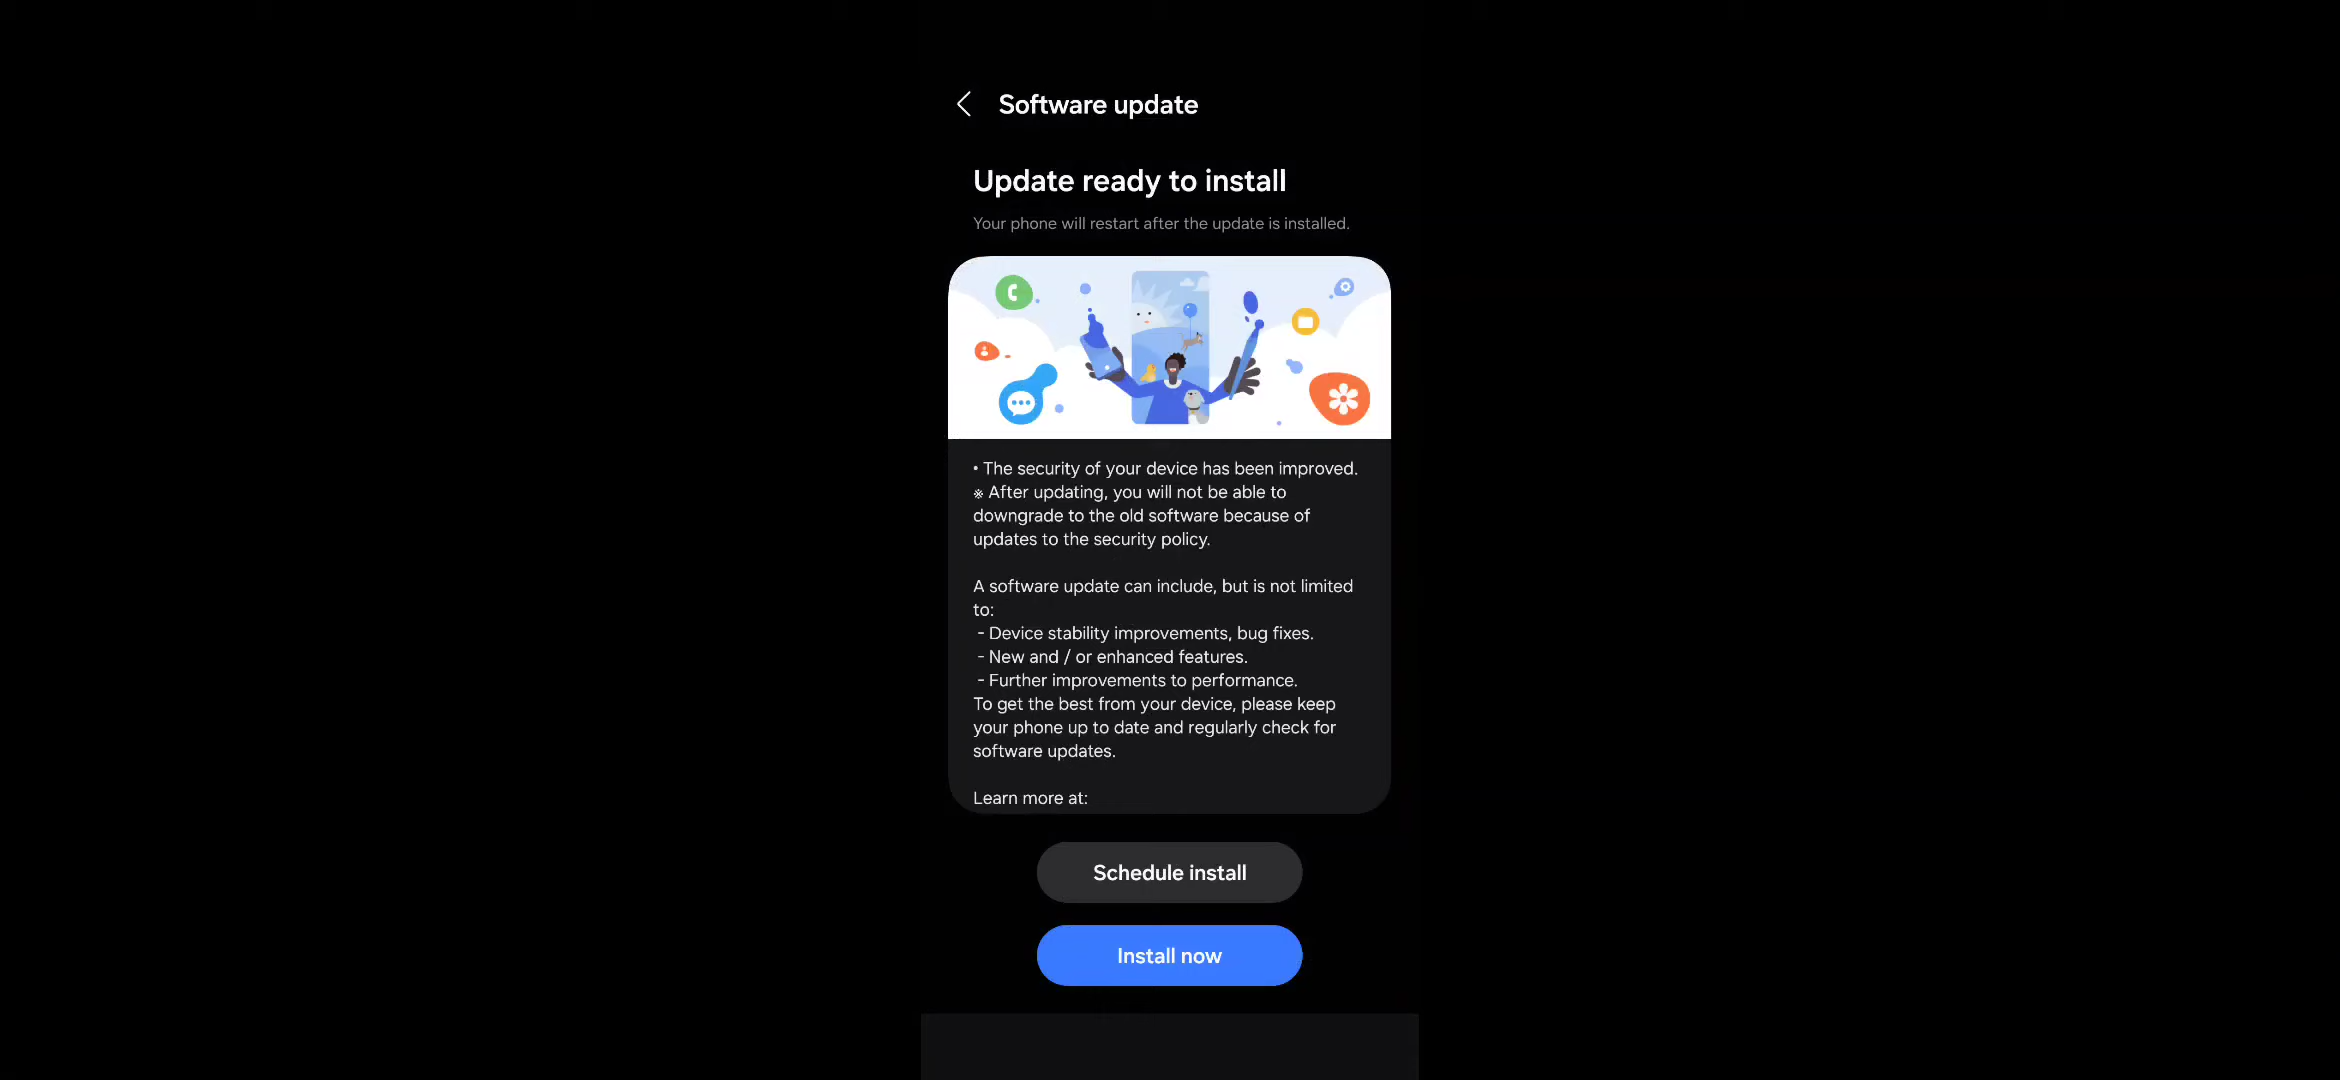 Software update
Update ready to install
Your phone will restart after the update is installed.
• The security of your device has been improved.
※ After updating, you will not be able to
downgrade to the old software because of
updates to the security policy.
A software update can include, but is not limited
to:
- Device stability improvements, bug fixes.
- New and / or enhanced features.
- Further improvements to performance.
To get the best from your device, please keep
your phone up to date and regularly check for
software updates.
Learn more at:
Schedule install
Install now